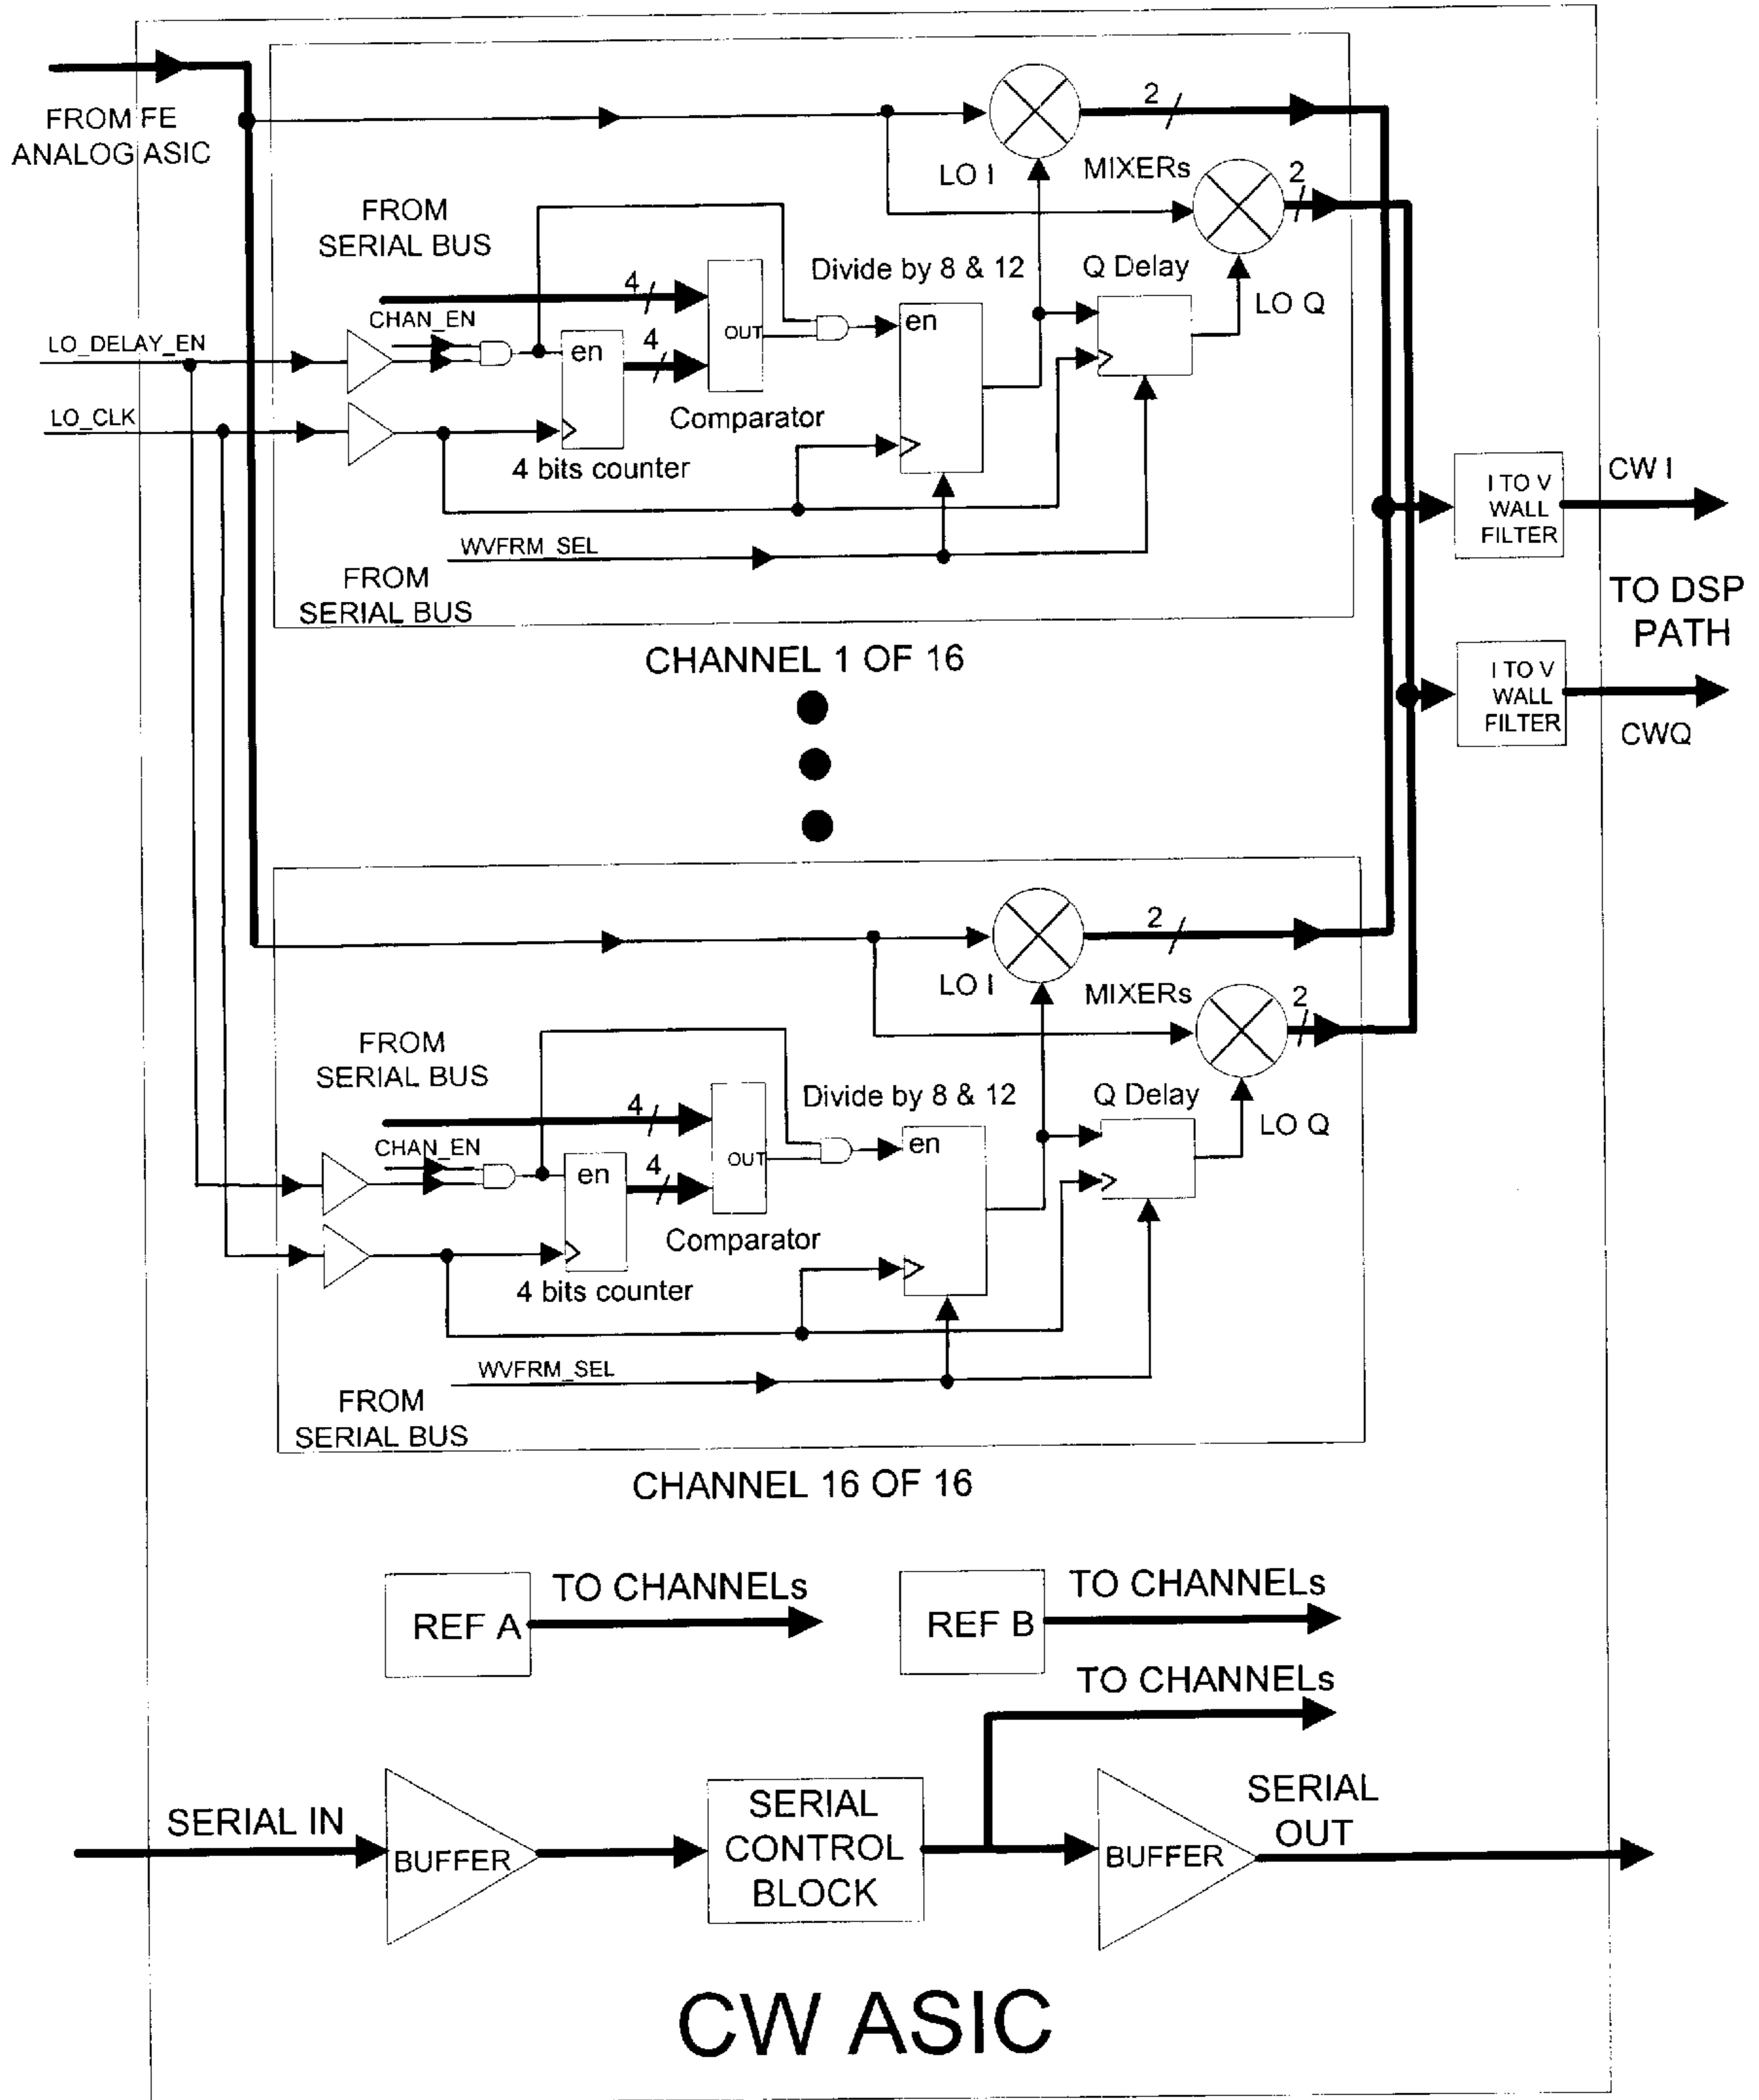 FROM FE
ANALOG ASIC
2
LO I
MIXERs
2
FROM
SERIAL BUS
Divide by 8 & 12
Q Delay
4
CHAN_EN
LO Q
OUT
en
LO_DELAY_EN
en
4
LO_CLK
Comparator
4 bits counter
WVFRM_SEL
FROM
SERIAL BUS
I TO V
WALL
FILTER
CW I
TO DSP
PATH
I TO V
WALL
FILTER
CWQ
CHANNEL 1 OF 16
2
LO I
MIXERs
2
FROM
SERIAL BUS
Divide by 8 & 12
Q Delay
4
LO Q
CHAN_EN
OUT
en
en
4
Comparator
4 bits counter
WVFRM_SEL
FROM
SERIAL BUS
CHANNEL 16 OF 16
REF A
TO CHANNELs
REF B
TO CHANNELs
TO CHANNELs
SERIAL IN
BUFFER
SERIAL
CONTROL
BLOCK
BUFFER
SERIAL
OUT
CW ASIC